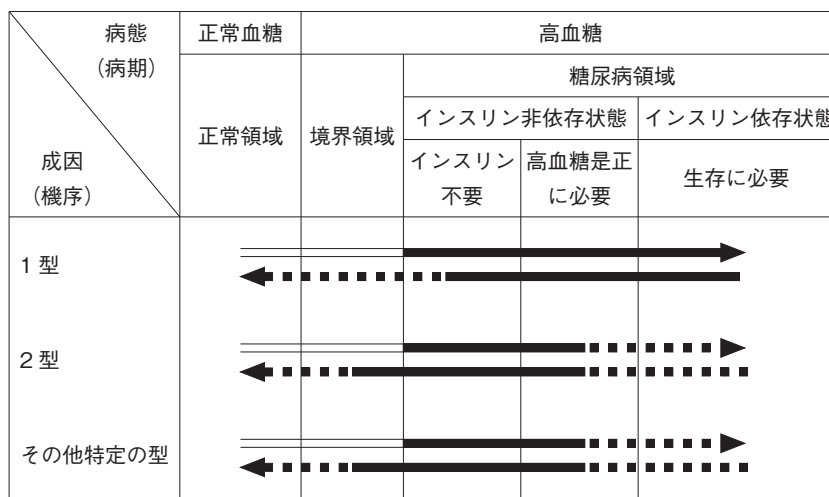 病態
（病期）
成因
（機序）
正常血糖
高血糖
正常領域
境界領域
糖尿病領域
インスリン非依存状態
インスリン依存状態
インスリン
不要
高血糖是正
に必要
生存に必要
1型
2型
その他特定の型